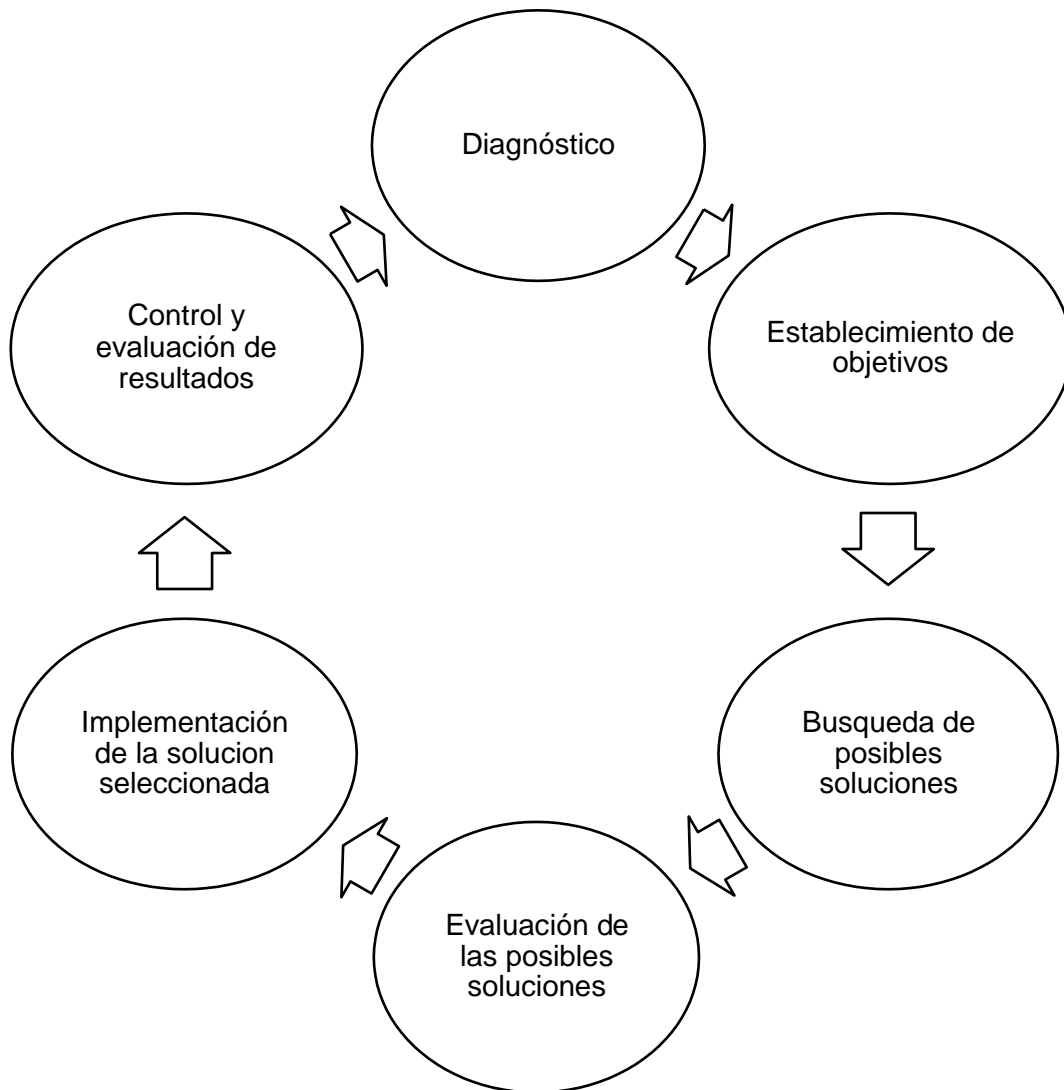 Diagnóstico
Establecimiento de
objetivos
Busqueda de
posibles
soluciones
Evaluación de
las posibles
soluciones
Implementación
de la solucion
seleccionada
Control y
evaluación de
resultados